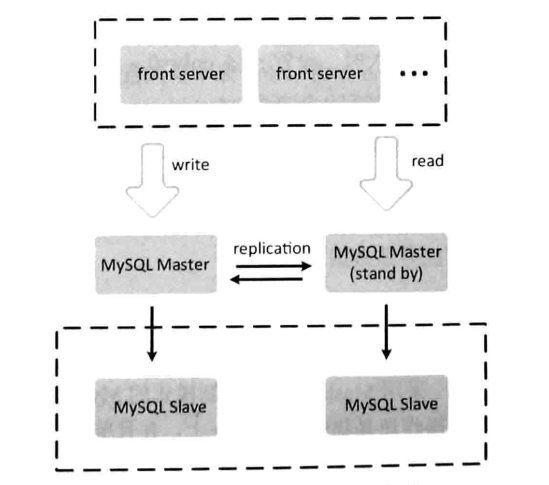 front server
front server
...
write
read
replication
MySQL Master
MySQL Master
(stand by)
MySQL Slave
MySQL Slave